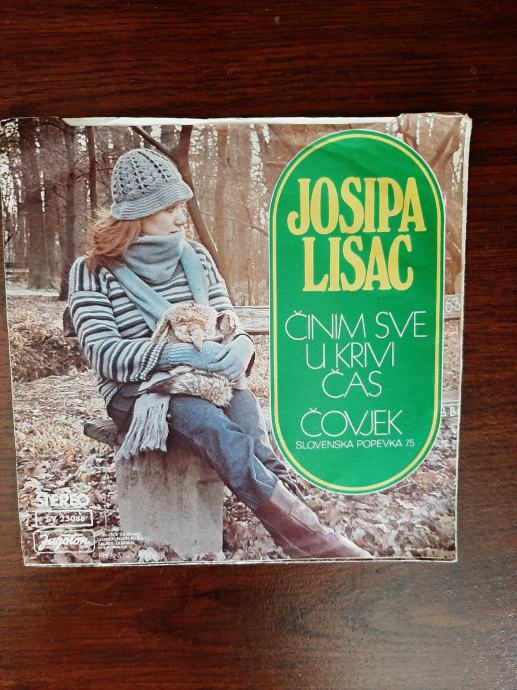 JOSIPA
LISAC
ČINIM SVE
U KRIVI
ČAS
ČOVJEK
SLOVENSKA POPEVKA 75
STEREO
SY 23088
Jugoton